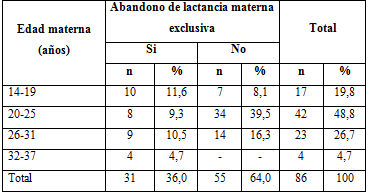 Edad materna (años) Abandono de lactancia materna exclusiva Total
Si No
n % n % n %
14-19 10 11,6 7 8,1 17 19,8
20-25 8 9,3 34 39,5 42 48,8
26-31 9 10,5 14 16,3 23 26,7
32-37 4 4,7 - - 4 4,7
Total 31 36,0 55 64,0 86 100